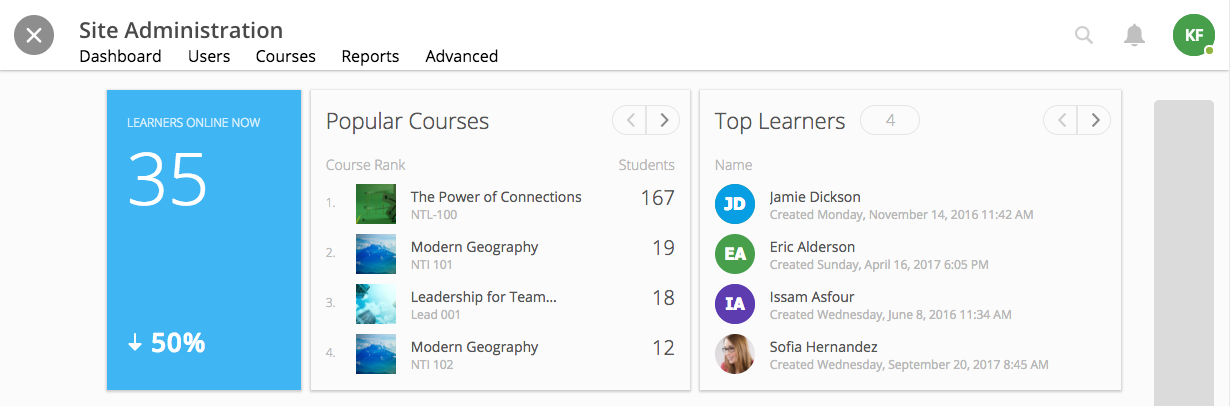 Site Administration
Dashboard Users Courses Reports Advanced
KF
LEARNERS ONLINE NOW
35
↓ 50%
Popular Courses
Course Rank Students
1. The Power of Connections 167
NTL-100
2. Modern Geography 19
NTI 101
3. Leadership for Team... 18
Lead 001
4. Modern Geography 12
NTI 102
Top Learners 4
Name
JD Jamie Dickson
Created Monday, November 14, 2016 11:42 AM
EA Eric Alderson
Created Sunday, April 16, 2017 6:05 PM
IA Issam Asfour
Created Wednesday, June 8, 2016 11:34 AM
Sofia Hernandez
Created Wednesday, September 20, 2017 8:45 AM